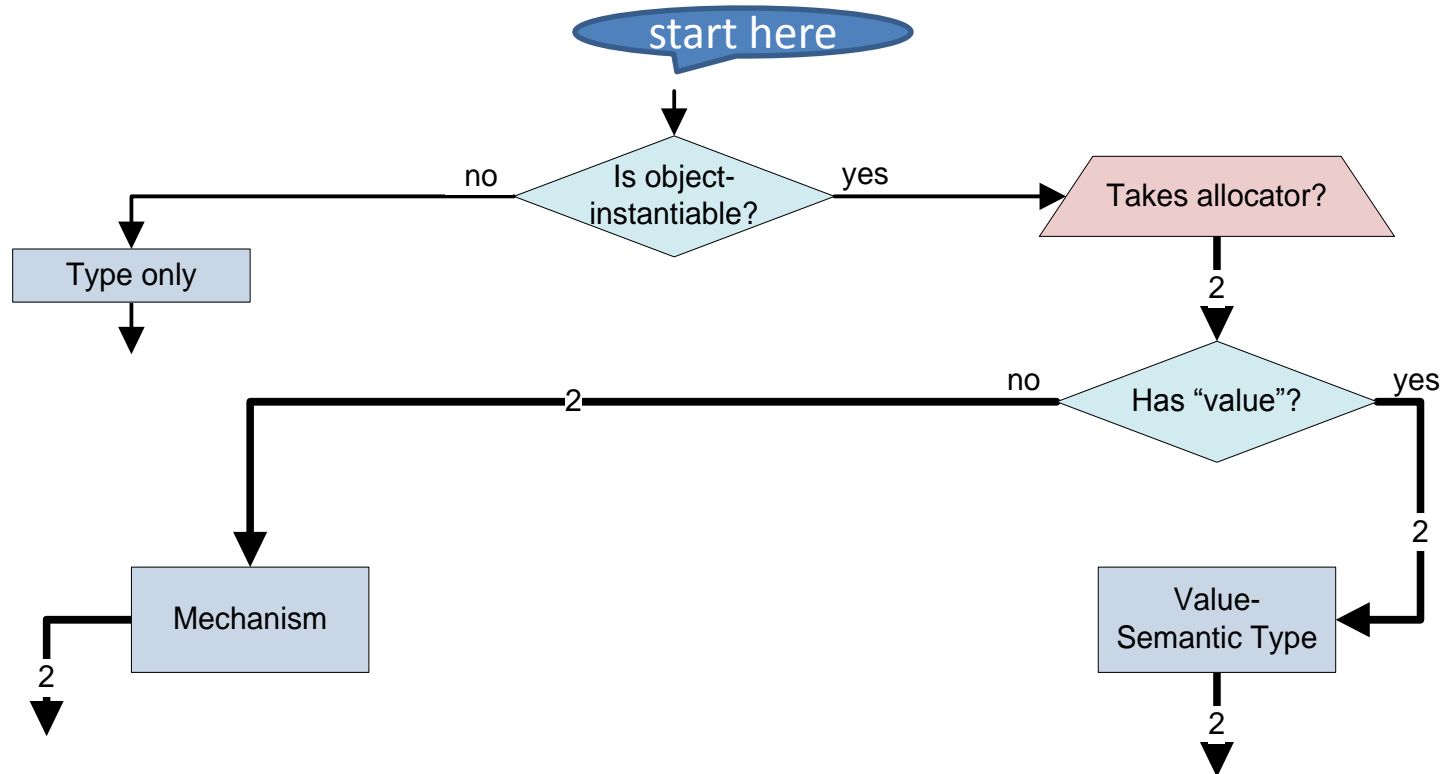 start here
no
Is object-
instantiable?
yes
Takes allocator?
Type only
2
no
Has “value”?
yes
2
2
Mechanism
Value-
Semantic Type
2
2